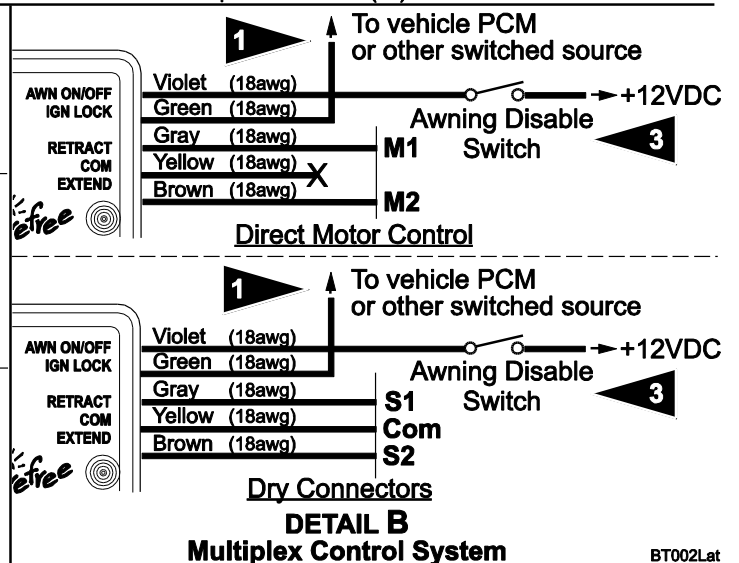 1
To vehicle PCM
or other switched source
AWN ON/OFF
IGN LOCK
RETRACT
COM
EXTEND
Violet (18awg)
Green (18awg)
Gray (18awg)
Yellow (18awg)
Brown (18awg)
X
M1
M2
+12VDC
Awning Disable
Switch
3
efree
Direct Motor Control
1
To vehicle PCM
or other switched source
AWN ON/OFF
IGN LOCK
RETRACT
COM
EXTEND
Violet (18awg)
Green (18awg)
Gray (18awg)
Yellow (18awg)
Brown (18awg)
S1
Com
S2
+12VDC
Awning Disable
Switch
3
efree
Dry Connectors
DETAIL B
Multiplex Control System
BT002Lat